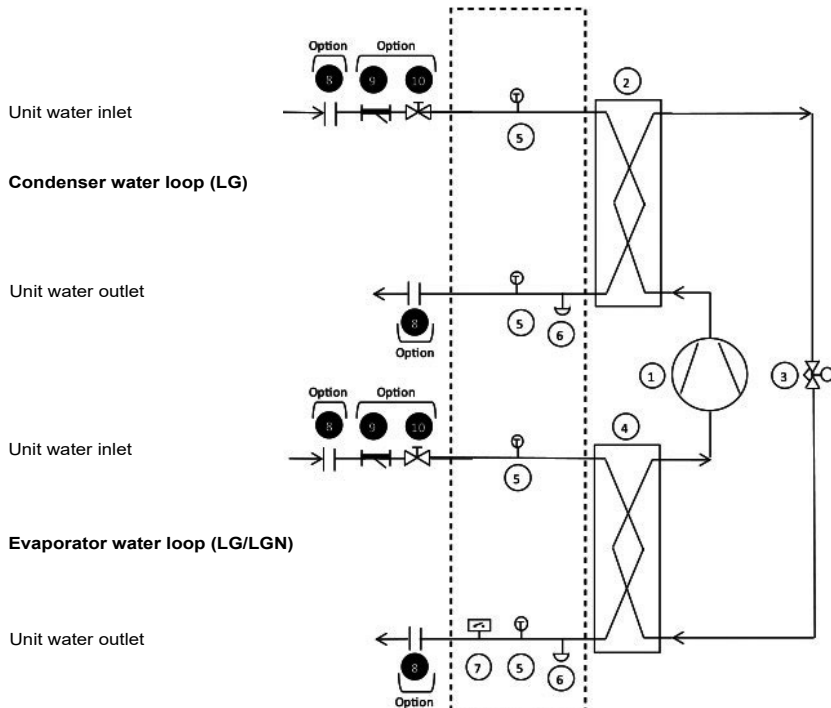 Option Option
8 9 10 2
Unit water inlet
T
5
Condenser water loop (LG)
Unit water outlet
T
8 5 6
Option
1 3
Option Option
8 9 10 4
Unit water inlet
T
5
Evaporator water loop (LG/LGN)
Unit water outlet
T
8 7 5 6
Option